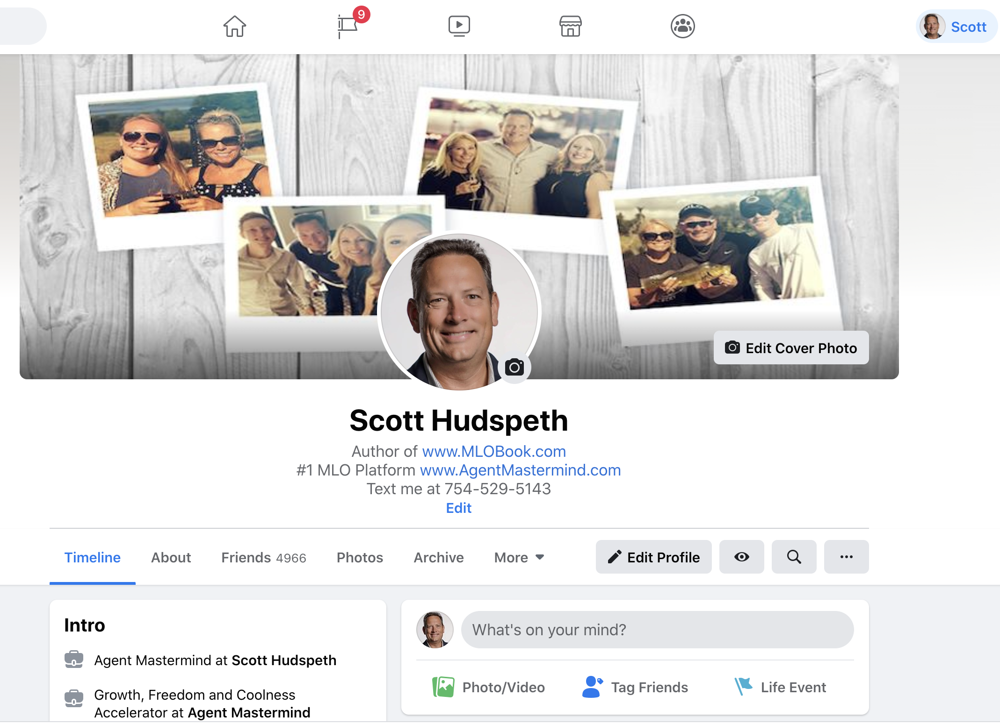 9
Scott
Edit Cover Photo
Scott Hudspeth
Author of www.MLOBook.com
#1 MLO Platform www.AgentMastermind.com
Text me at 754-529-5143
Edit
Timeline
About
Friends 4966
Photos
Archive
More
Edit Profile
Intro
Agent Mastermind at Scott Hudspeth
Growth, Freedom and Coolness
Accelerator at Agent Mastermind
What's on your mind?
Photo/Video
Tag Friends
Life Event